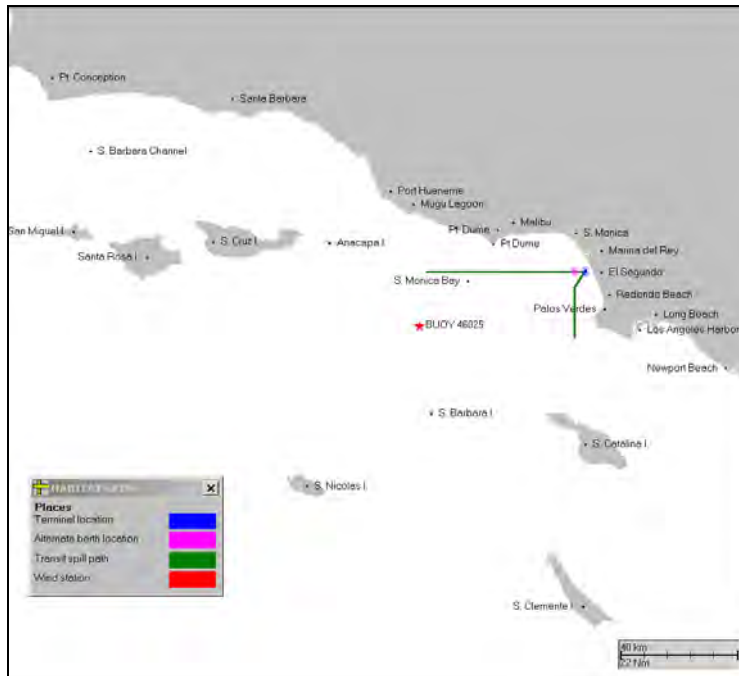 Pt. Conception
Santa Barbara
S. Barbara Channel
Port Hueneme
Mugu Lagoon
Malibu
Pt Dume
S. Monica
Pt Dume
San Miguel I.
S. Cruz I.
Anacapa I.
Marina del Rey
Santa Rosa I.
El Segundo
S. Monica Bay
Redondo Beach
Palos Verdes
Long Beach
BUOY 46025
Los Angeles Harbor
Newport Beach
S. Barbara I.
S. Catalina I.
S. Nicolas I.
Places
Terminal location
Alternate berth location
Transit spill path
Wind station
S. Clemente I.
40 km
22 Nm